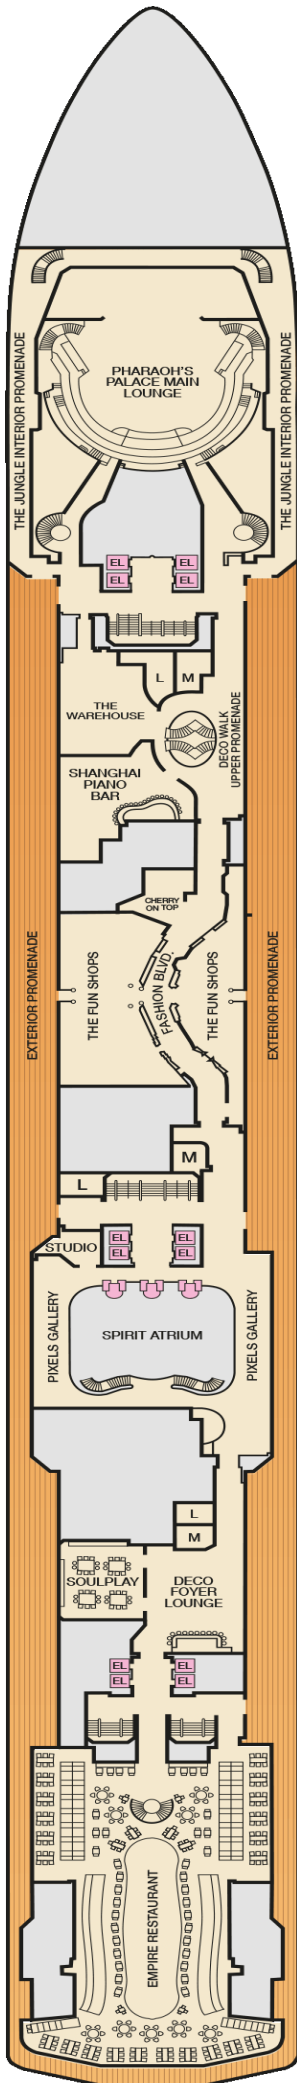 THE JUNGLE INTERIOR PROMENADE
THE JUNGLE INTERIOR PROMENADE
PHARAOH'S
PALACE MAIN
LOUNGE
EL
EL
EL
EL
L
M
THE
WAREHOUSE
DECO WALK
UPPER PROMENADE
SHANGHAI
PIANO
BAR
CHERRY
ON TOP
EXTERIOR PROMENADE
THE FUN SHOPS
FASHION BLVD.
THE FUN SHOPS
EXTERIOR PROMENADE
M
L
EL
EL
EL
EL
STUDIO
PIXELS GALLERY
SPIRIT ATRIUM
PIXELS GALLERY
L
M
SOULPLAY
DECO
FOYER
LOUNGE
EL
EL
EL
EL
EMPIRE RESTAURANT